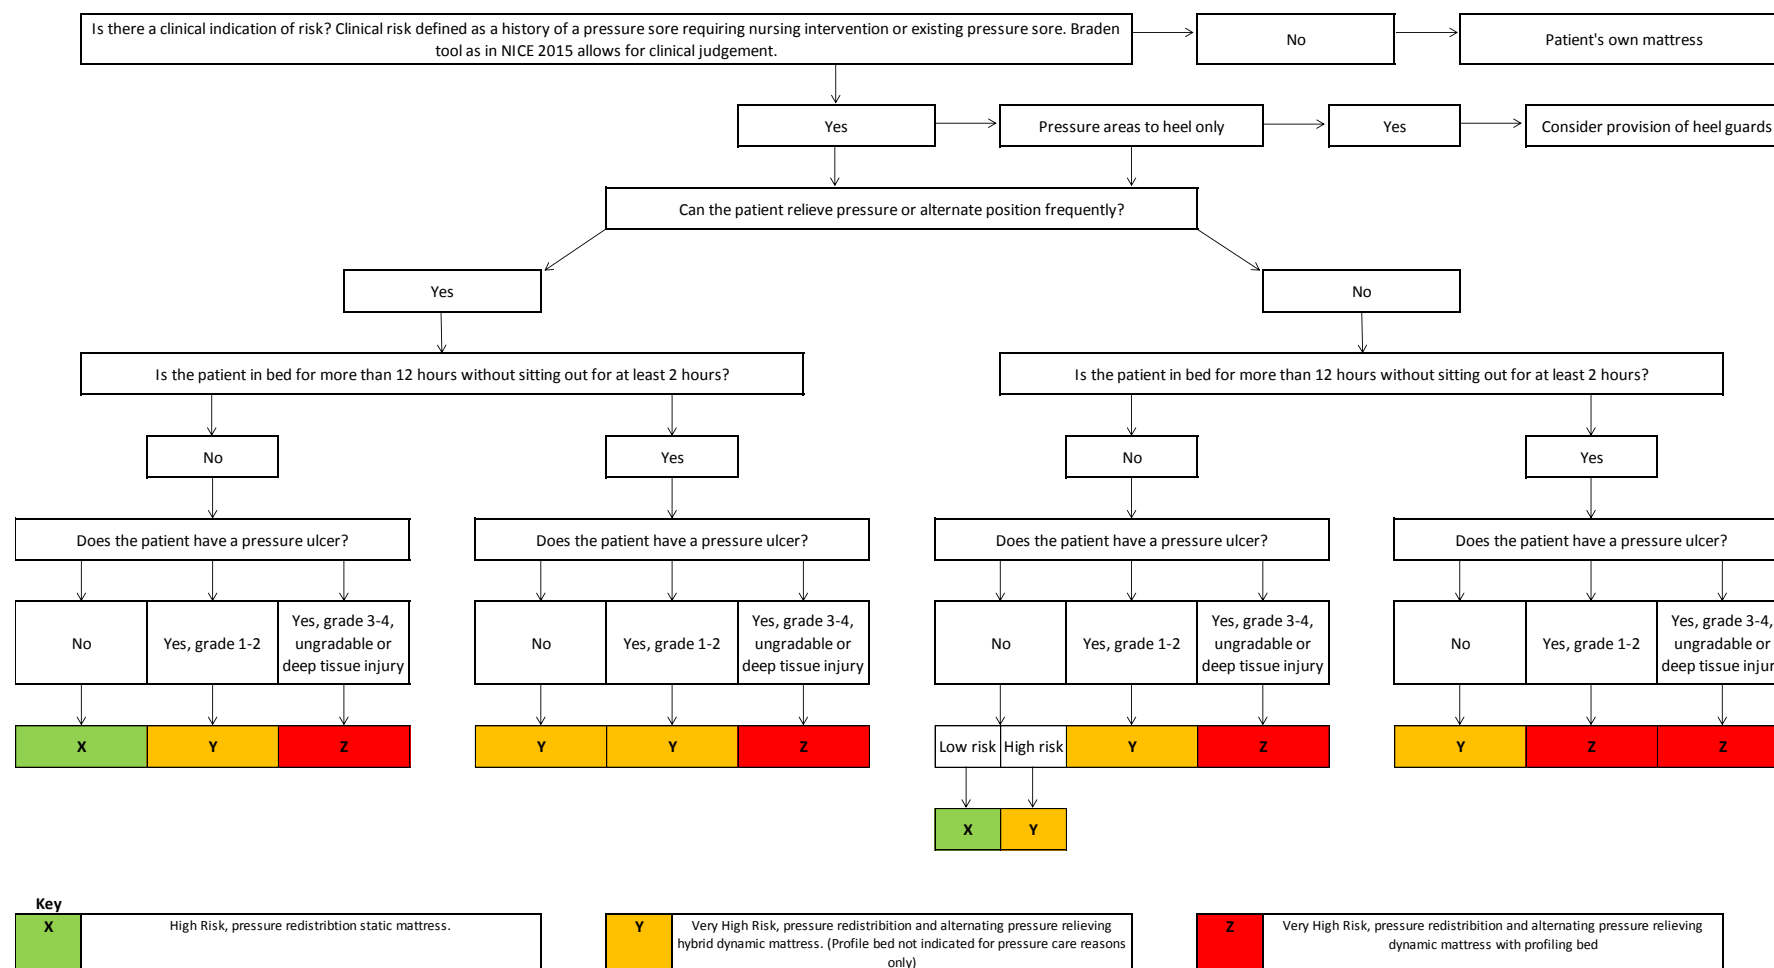 Is there a clinical indication of risk? Clinical risk defined as a history of a pressure sore requiring nursing intervention or existing pressure sore. Braden
tool as in NICE 2015 allows for clinical judgement.
No
Patient's own mattress
Yes
Pressure areas to heel only
Yes
Consider provision of heel guards
Can the patient relieve pressure or alternate position frequently?
Yes
No
Is the patient in bed for more than 12 hours without sitting out for at least 2 hours?
Is the patient in bed for more than 12 hours without sitting out for at least 2 hours?
No
Yes
No
Yes
Does the patient have a pressure ulcer?
Does the patient have a pressure ulcer?
Does the patient have a pressure ulcer?
Does the patient have a pressure ulcer?
No
Yes, grade 1-2
Yes, grade 3-4,
ungradable or
deep tissue injury
No
Yes, grade 1-2
Yes, grade 3-4,
ungradable or
deep tissue injury
No
Yes, grade 1-2
Yes, grade 3-4,
ungradable or
deep tissue injury
No
Yes, grade 1-2
Yes, grade 3-4,
ungradable or
deep tissue injur
X
Y
Z
Y
Y
Z
Low risk
High risk
Y
Z
Y
Z
Z
X
Y
Key
X
High Risk, pressure redistribtion static mattress.
Y
Very High Risk, pressure redistribition and alternating pressure relieving
hybrid dynamic mattress. (Profile bed not indicated for pressure care reasons
only)
Z
Very High Risk, pressure redistribtion and alternating pressure relieving
dynamic mattress with profiling bed